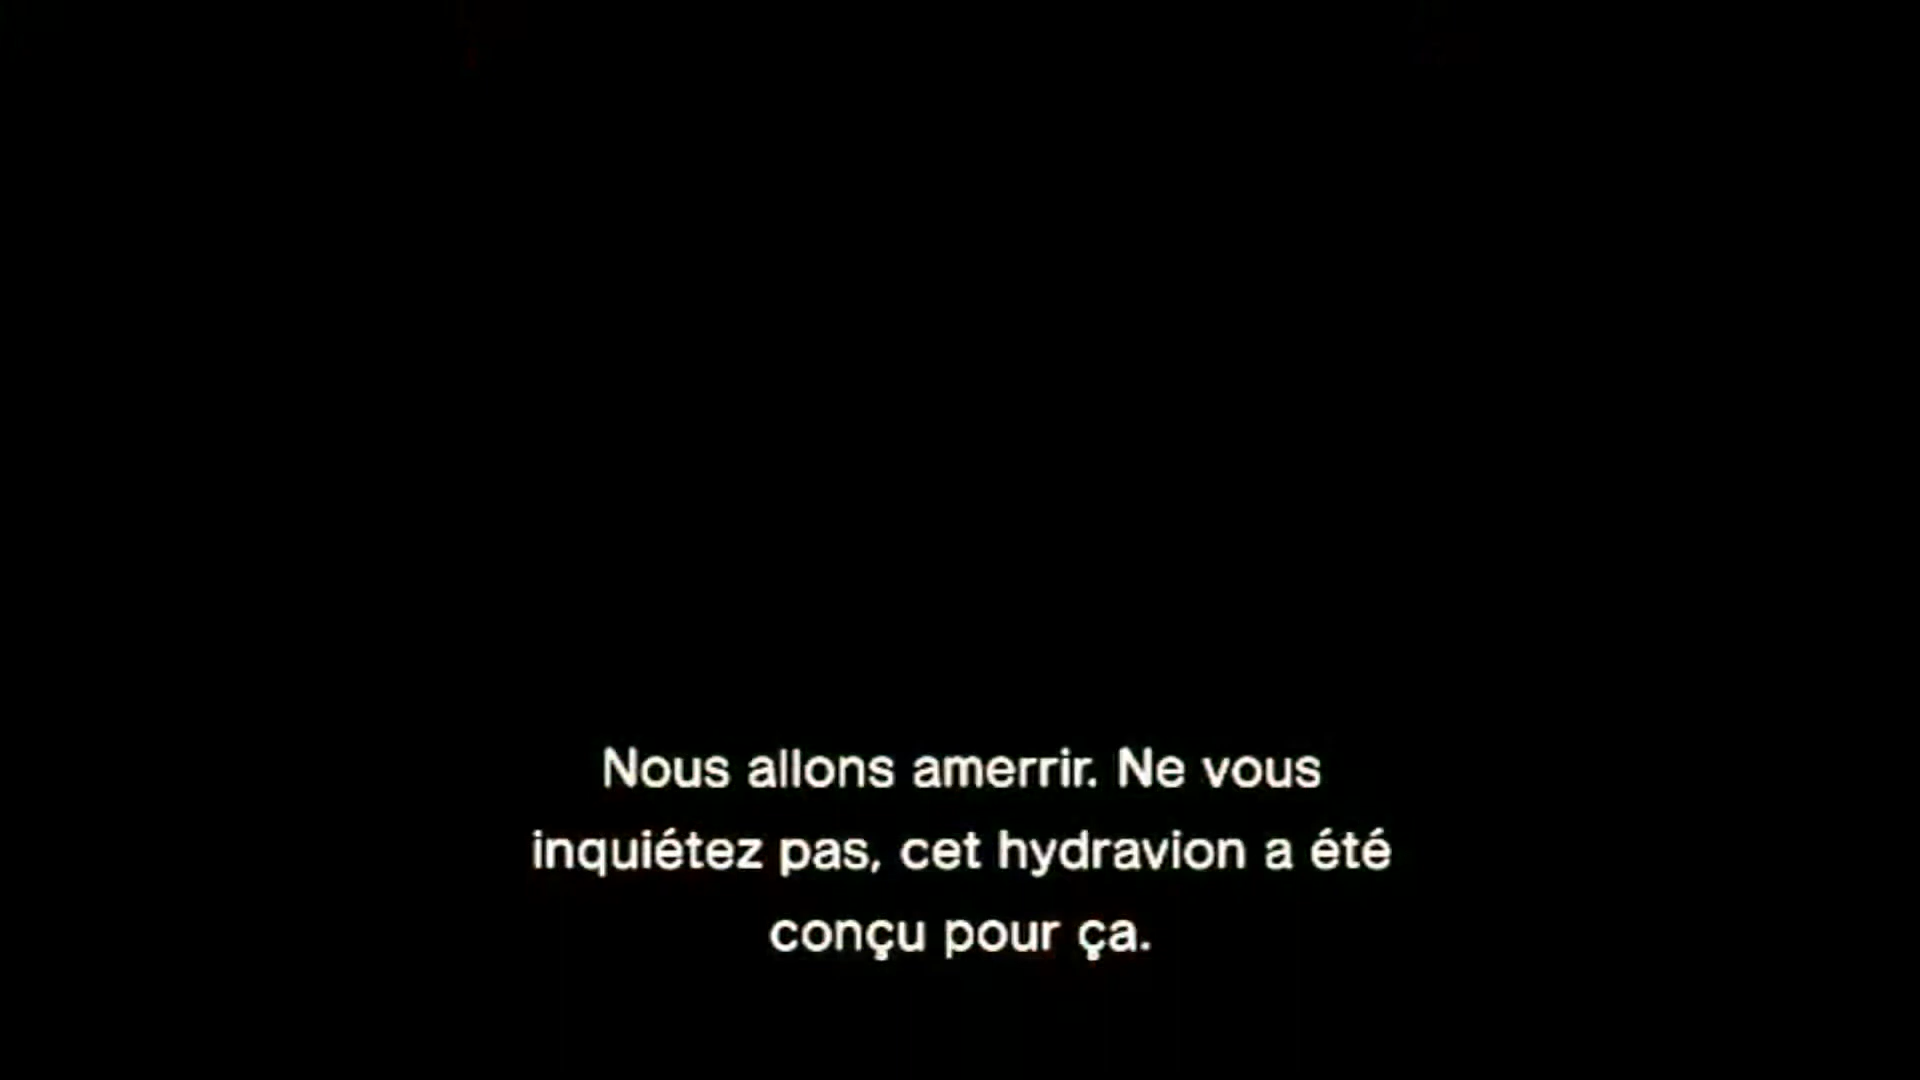 Nous allons amerrir. Ne vous
inquiétez pas, cet hydravion a été
conçu pour ça.